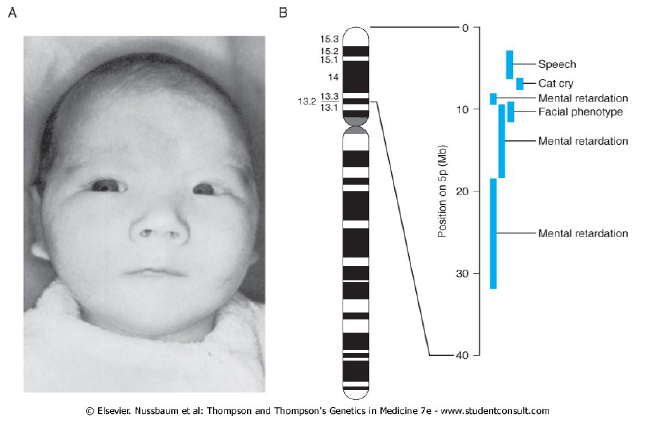 A
B
15.3
15.2
15.1
14
13.3
13.2
13.1
0
10
20
30
40
Position on 5p (Mb)
Speech
Cat cry
Mental retardation
Facial phenotype
Mental retardation
Mental retardation
© Elsevier. Nussbaum et al: Thompson and Thompson's Genetics in Medicine 7e - www.studentconsult.com